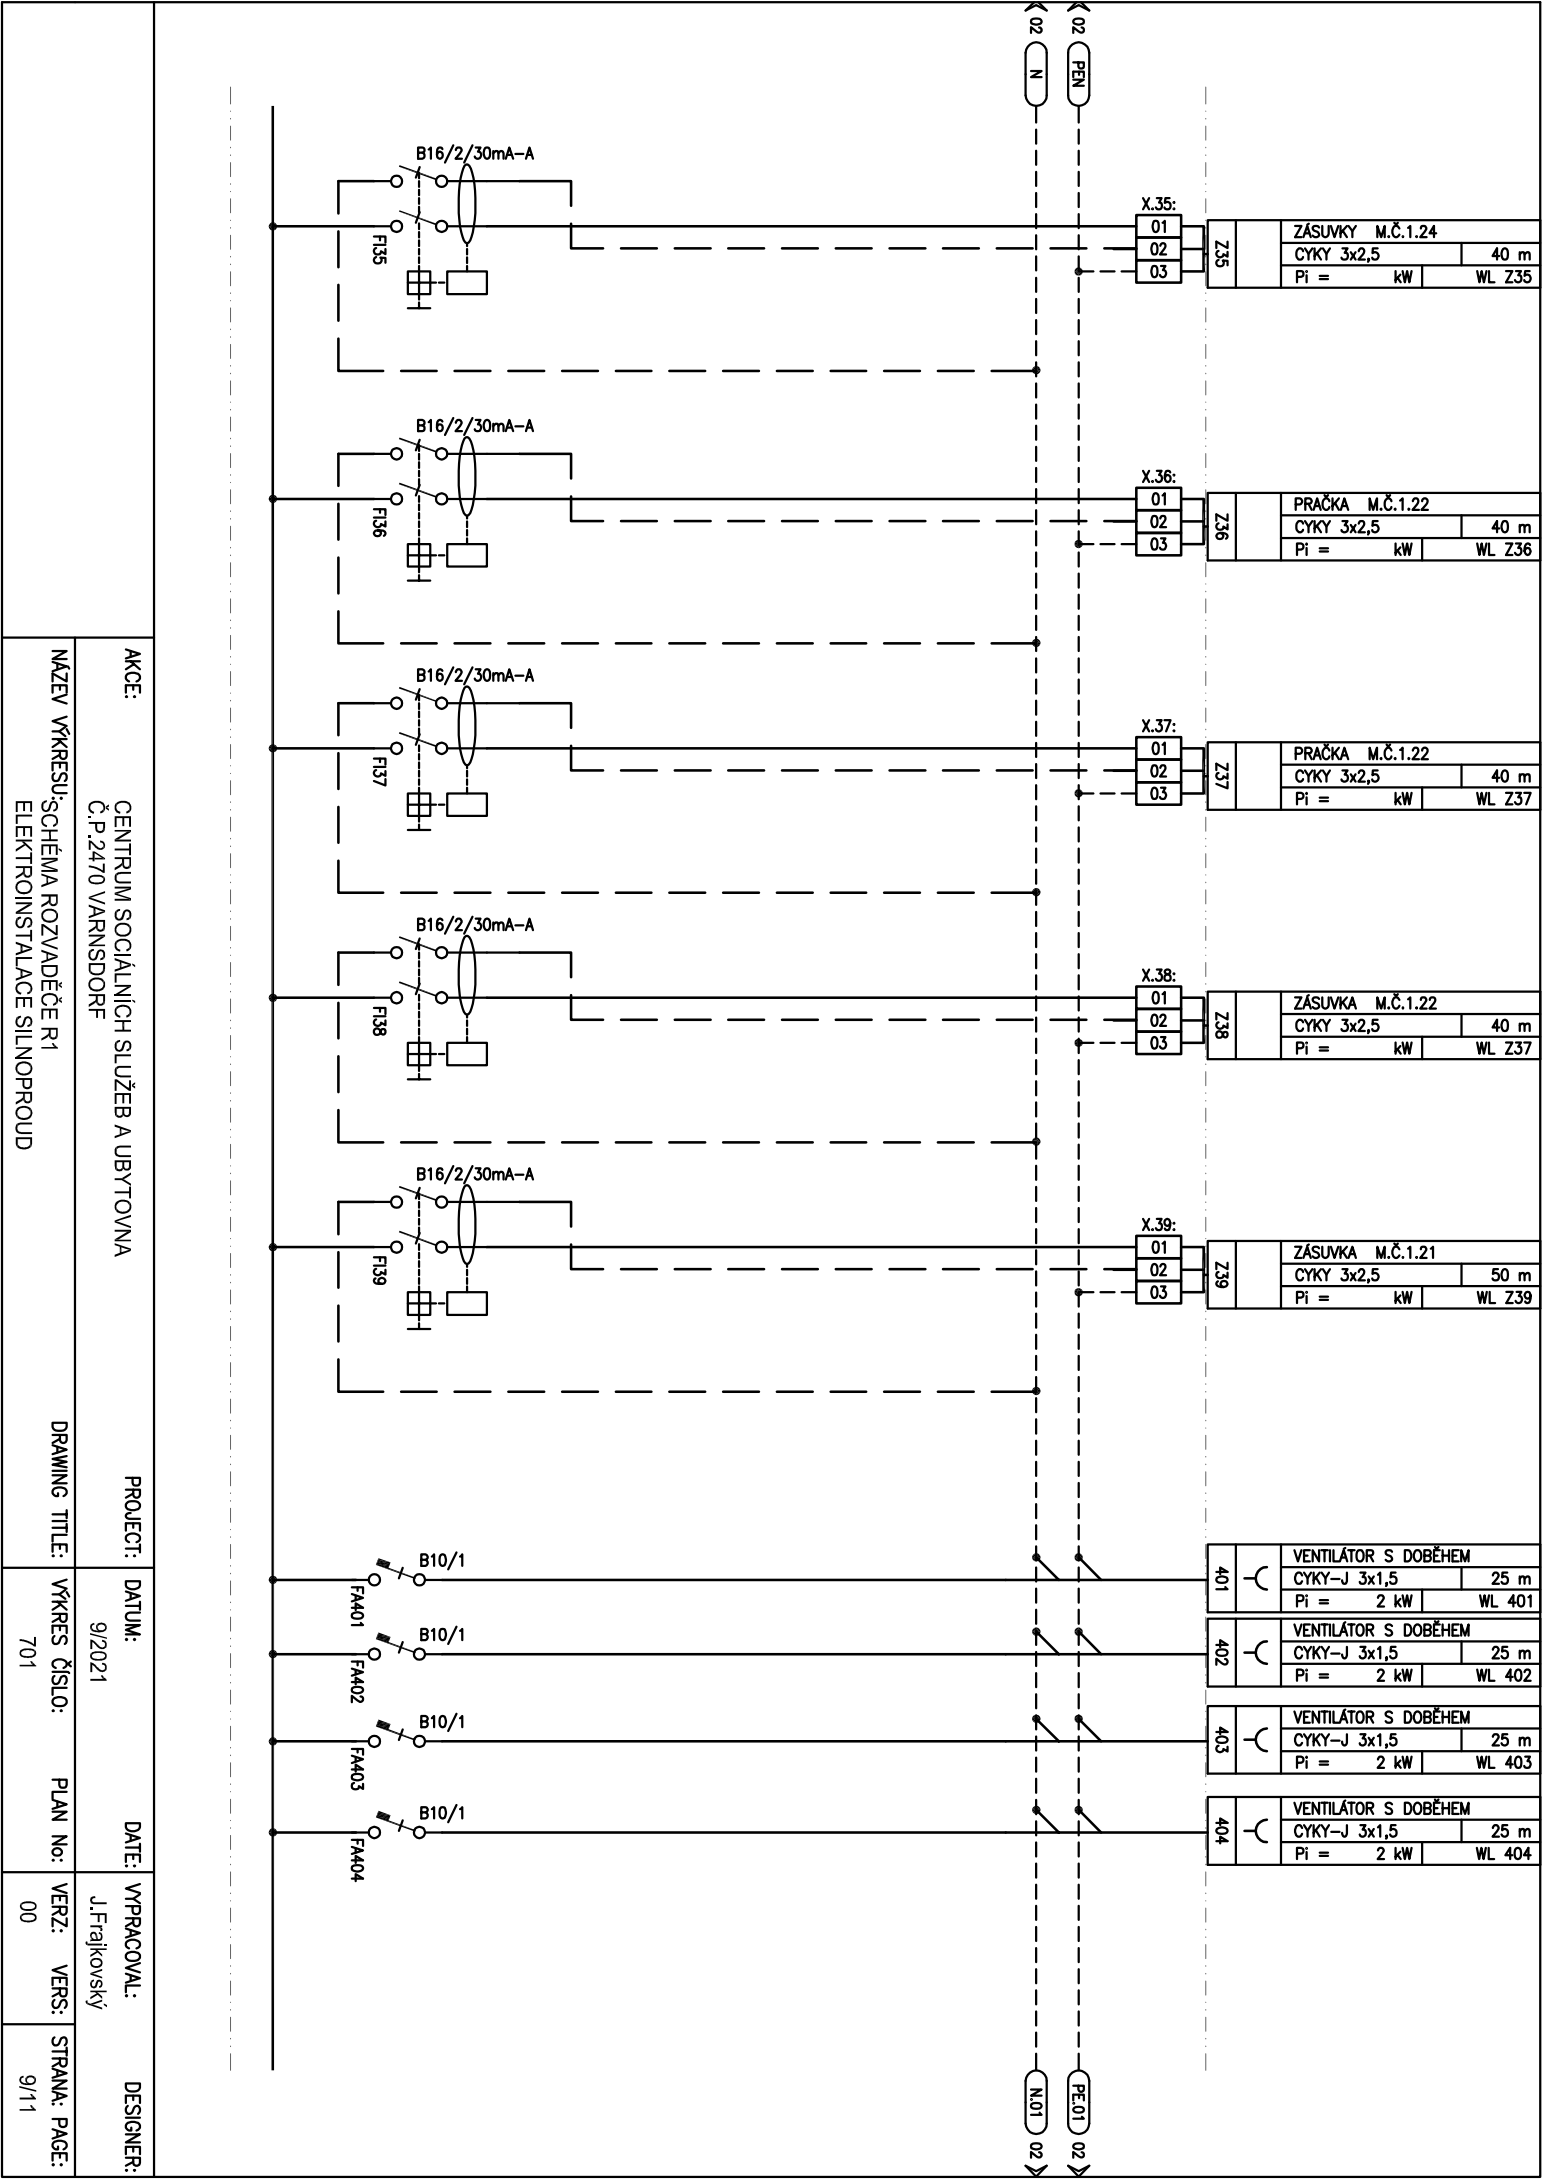 02
N
02
PEN
B16/2/30mA-A
FI35
X.35:
01
02
03
Z35
ZÁSUVKY M.Č.1.24
CYKY 3x2,5 40 m
Pi = kW WL Z35
B16/2/30mA-A
FI36
X.36:
01
02
03
Z36
PRAČKA M.Č.1.22
CYKY 3x2,5 40 m
Pi = kW WL Z36
B16/2/30mA-A
FI37
X.37:
01
02
03
Z37
PRAČKA M.Č.1.22
CYKY 3x2,5 40 m
Pi = kW WL Z37
B16/2/30mA-A
FI38
X.38:
01
02
03
Z38
ZÁSUVKA M.Č.1.22
CYKY 3x2,5 40 m
Pi = kW WL Z37
B16/2/30mA-A
FI39
X.39:
01
02
03
Z39
ZÁSUVKA M.Č.1.21
CYKY 3x2,5 50 m
Pi = kW WL Z39
B10/1
FA401
401
VENTILÁTOR S DOBĚHEM
CYKY-J 3x1,5 25 m
Pi = 2 kW WL 401
B10/1
FA402
402
VENTILÁTOR S DOBĚHEM
CYKY-J 3x1,5 25 m
Pi = 2 kW WL 402
B10/1
FA403
403
VENTILÁTOR S DOBĚHEM
CYKY-J 3x1,5 25 m
Pi = 2 kW WL 403
B10/1
FA404
404
VENTILÁTOR S DOBĚHEM
CYKY-J 3x1,5 25 m
Pi = 2 kW WL 404
N.01
02
PE.01
02
AKCE: PROJECT:
CENTRUM SOCIÁLNÍCH SLUŽEB A UBYTOVNA
Č.P.2470 VARNSDORF
DATUM: DATE:
9/2021
VYPRACOVAL: DESIGNER:
J.Frajkovský
NÁZEV VÝKRESU: DRAWING TITLE:
SCHÉMA ROZVADĚČE R1
ELEKTROINSTALACE SILNOPROUD
VÝKRES ČÍSLO: PLAN No:
701
VERZ: VERS:
00
STRANA: PAGE:
9/11